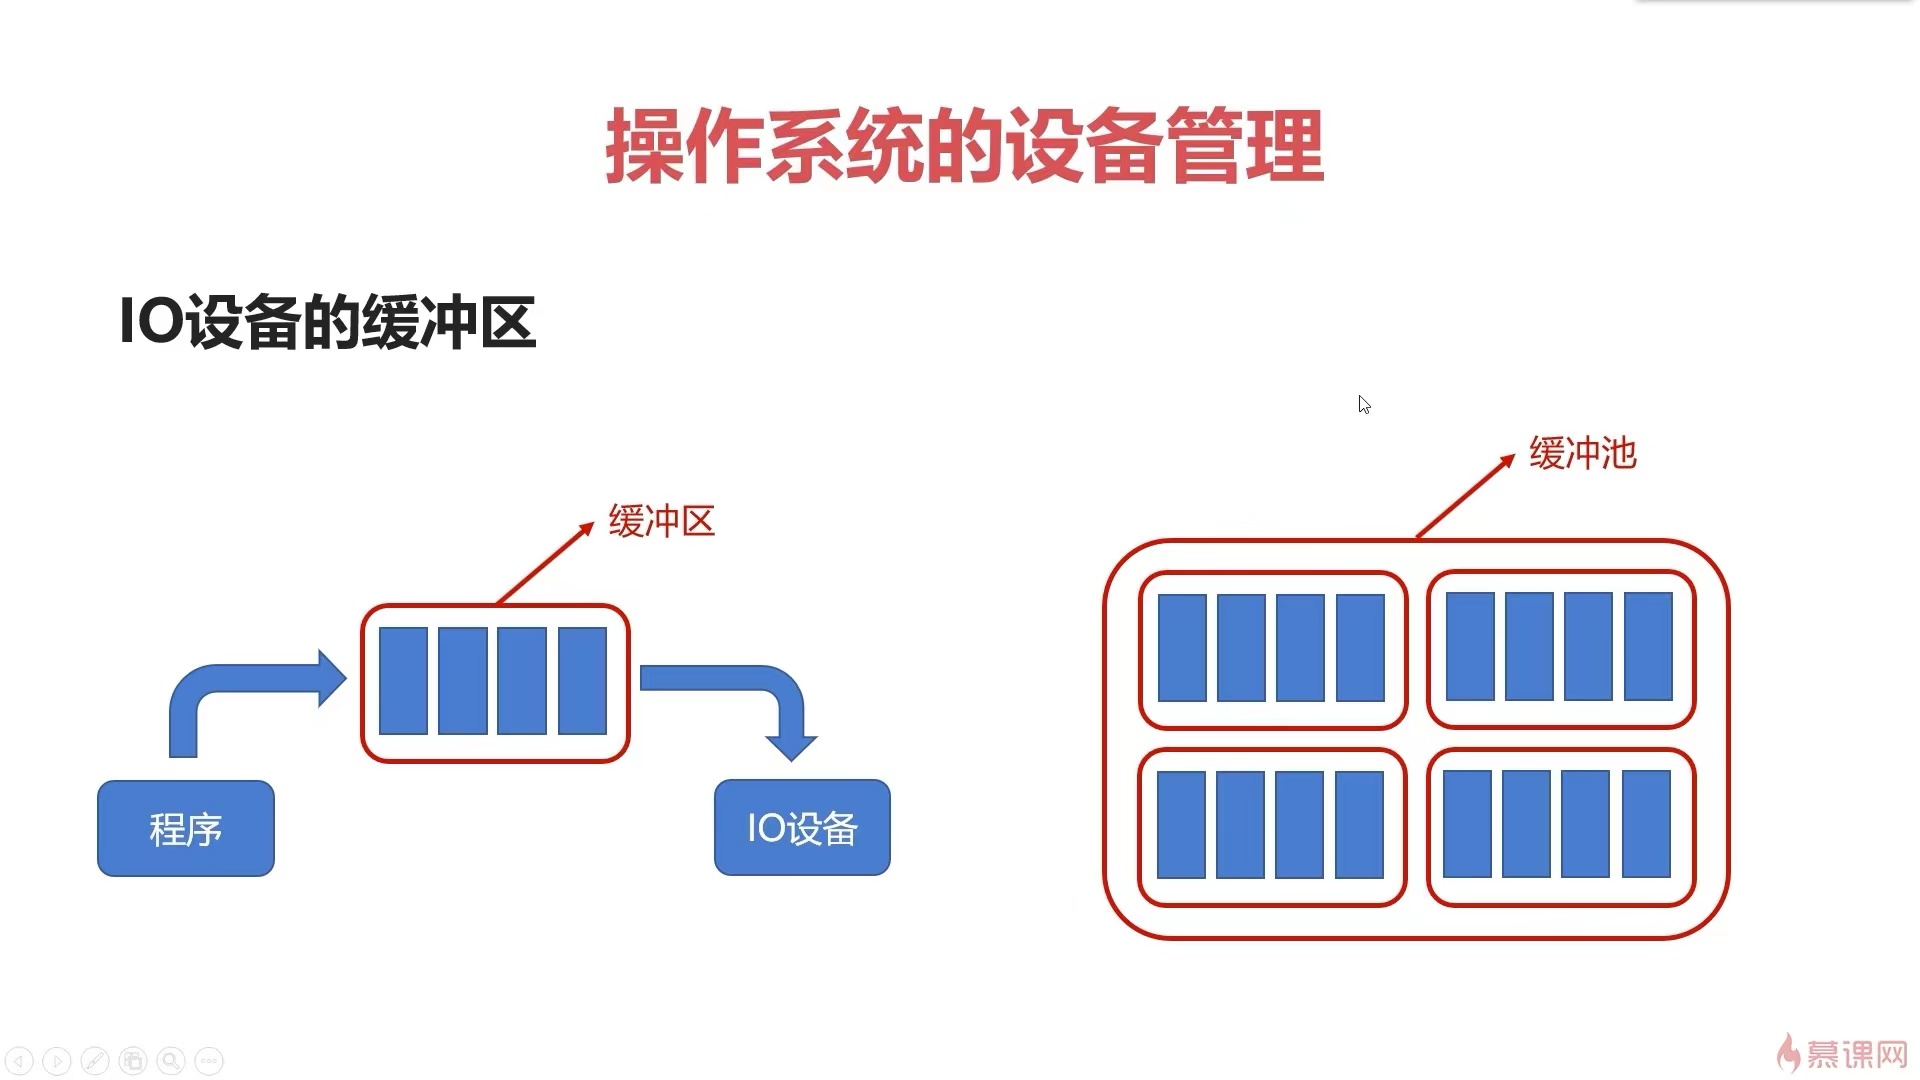 操作系统的设备管理
IO设备的缓冲区
缓冲池
缓冲区
程序
IO设备
慕课网